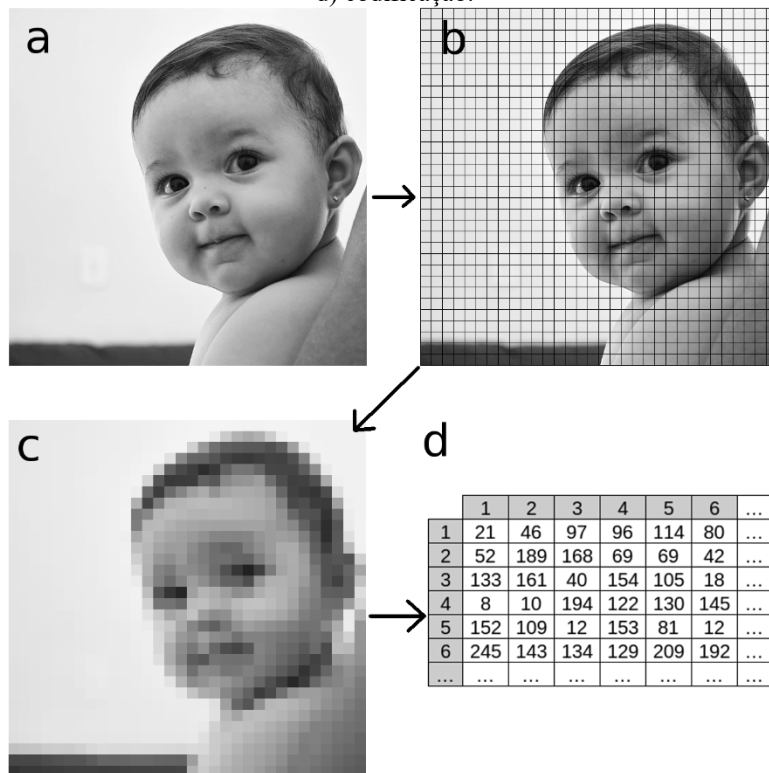 d) codificação.
a
b
c
d
1 2 3 4 5 6 ...
1 21 46 97 96 114 80 ...
2 52 189 168 69 69 42 ...
3 133 161 40 154 105 18 ...
4 8 10 194 122 130 145 ...
5 152 109 12 153 81 12 ...
6 245 143 134 129 209 192 ...
... ... ... ... ... ... ... ...